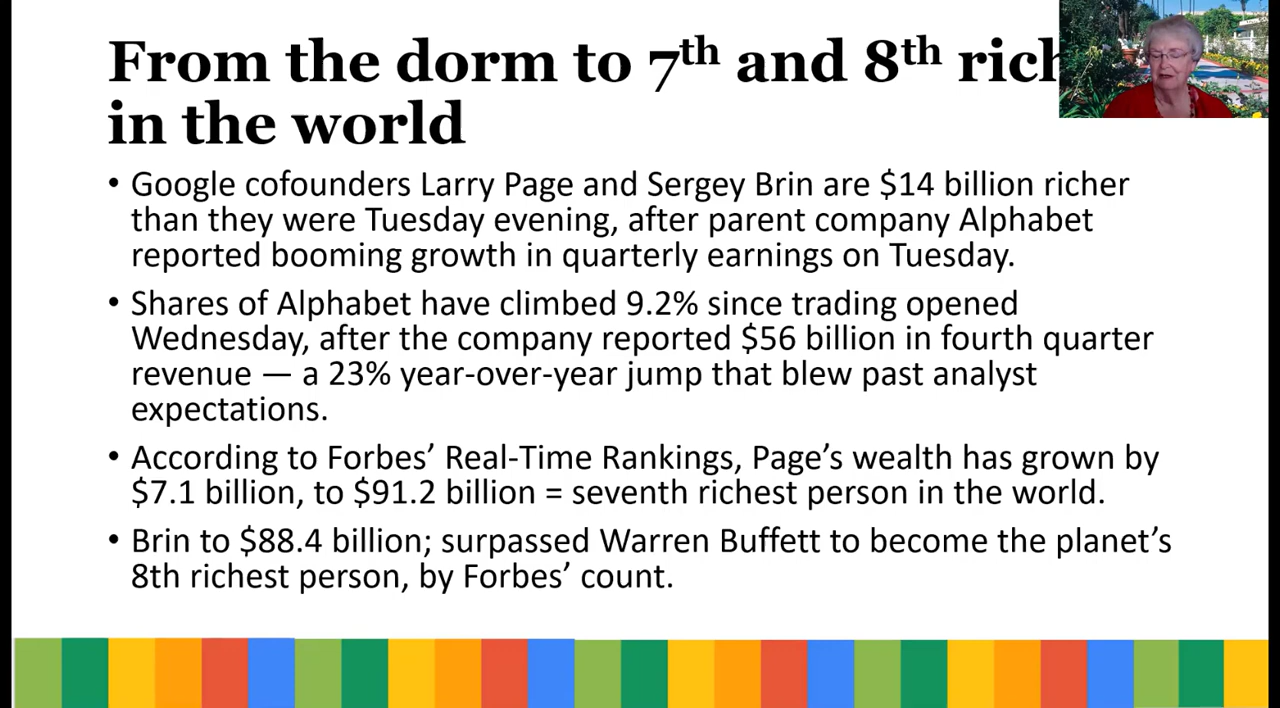 From the dorm to 7th and 8th
in the world
• Google cofounders Larry Page and Sergey Brin are $14 billion richer
than they were Tuesday evening, after parent company Alphabet
reported booming growth in quarterly earnings on Tuesday.
• Shares of Alphabet have climbed 9.2% since trading opened
Wednesday, after the company reported $56 billion in fourth quarter
revenue — a 23% year-over-year jump that blew past analyst
expectations.
• According to Forbes’ Real-Time Rankings, Page’s wealth has grown by
$7.1 billion, to $91.2 billion = seventh richest person in the world.
• Brin to $88.4 billion; surpassed Warren Buffett to become the planet’s
8th richest person, by Forbes’ count.